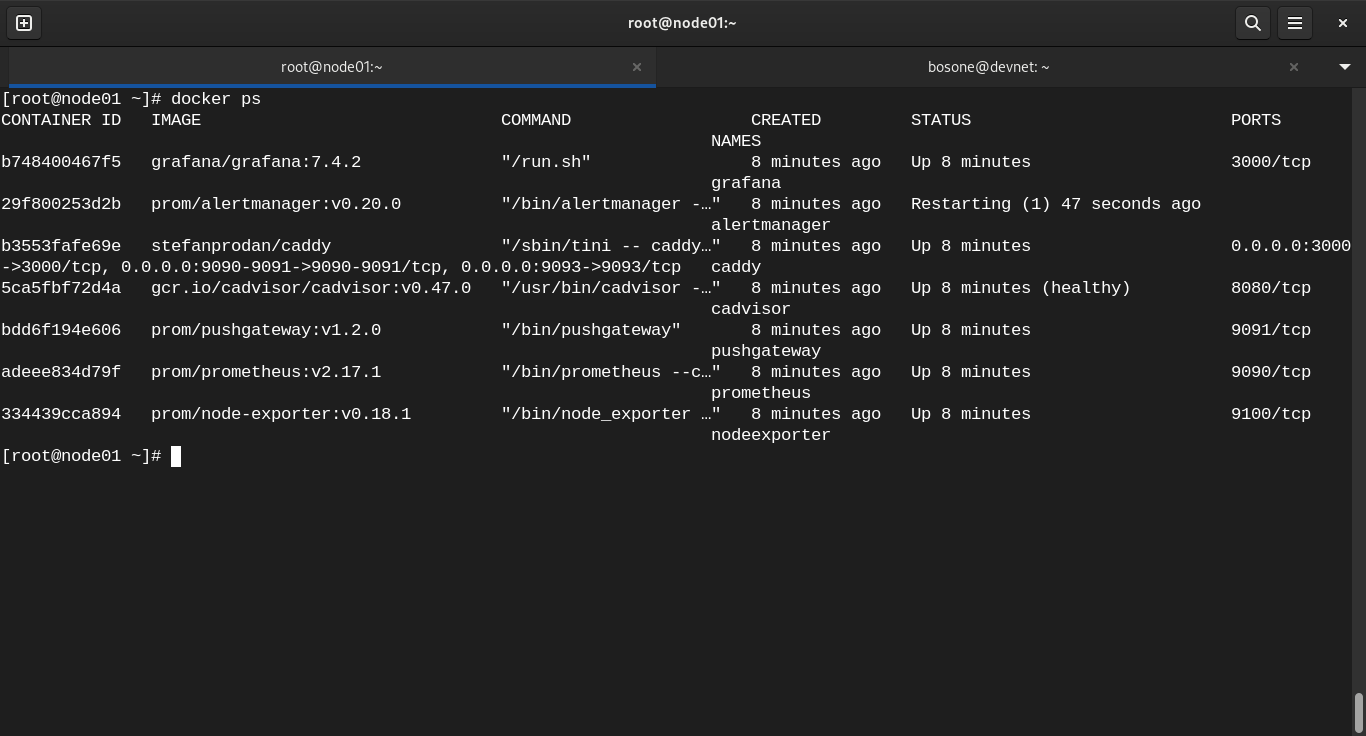 root@node01:~
root@node01:~ bosone@devnet: ~
[root@node01 ~]# docker ps
CONTAINER ID   IMAGE                              COMMAND                  CREATED         STATUS                          PORTS
NAMES
b748400467f5   grafana/grafana:7.4.2              "/run.sh"                8 minutes ago   Up 8 minutes                    3000/tcp
grafana
29f800253d2b   prom/alertmanager:v0.20.0          "/bin/alertmanager -…"   8 minutes ago   Restarting (1) 47 seconds ago
alertmanager
b3553fafe69e   stefanprodan/caddy                 "/sbin/tini -- caddy…"   8 minutes ago   Up 8 minutes                    0.0.0.0:3000
->3000/tcp, 0.0.0.0:9090-9091->9090-9091/tcp, 0.0.0.0:9093->9093/tcp   caddy
5ca5fbf72d4a   gcr.io/cadvisor/cadvisor:v0.47.0   "/usr/bin/cadvisor -…"   8 minutes ago   Up 8 minutes (healthy)          8080/tcp
cadvisor
bdd6f194e606   prom/pushgateway:v1.2.0            "/bin/pushgateway"       8 minutes ago   Up 8 minutes                    9091/tcp
pushgateway
adeee834d79f   prom/prometheus:v2.17.1            "/bin/prometheus --c…"   8 minutes ago   Up 8 minutes                    9090/tcp
prometheus
334439cca894   prom/node-exporter:v0.18.1         "/bin/node_exporter …"   8 minutes ago   Up 8 minutes                    9100/tcp
nodeexporter
[root@node01 ~]#